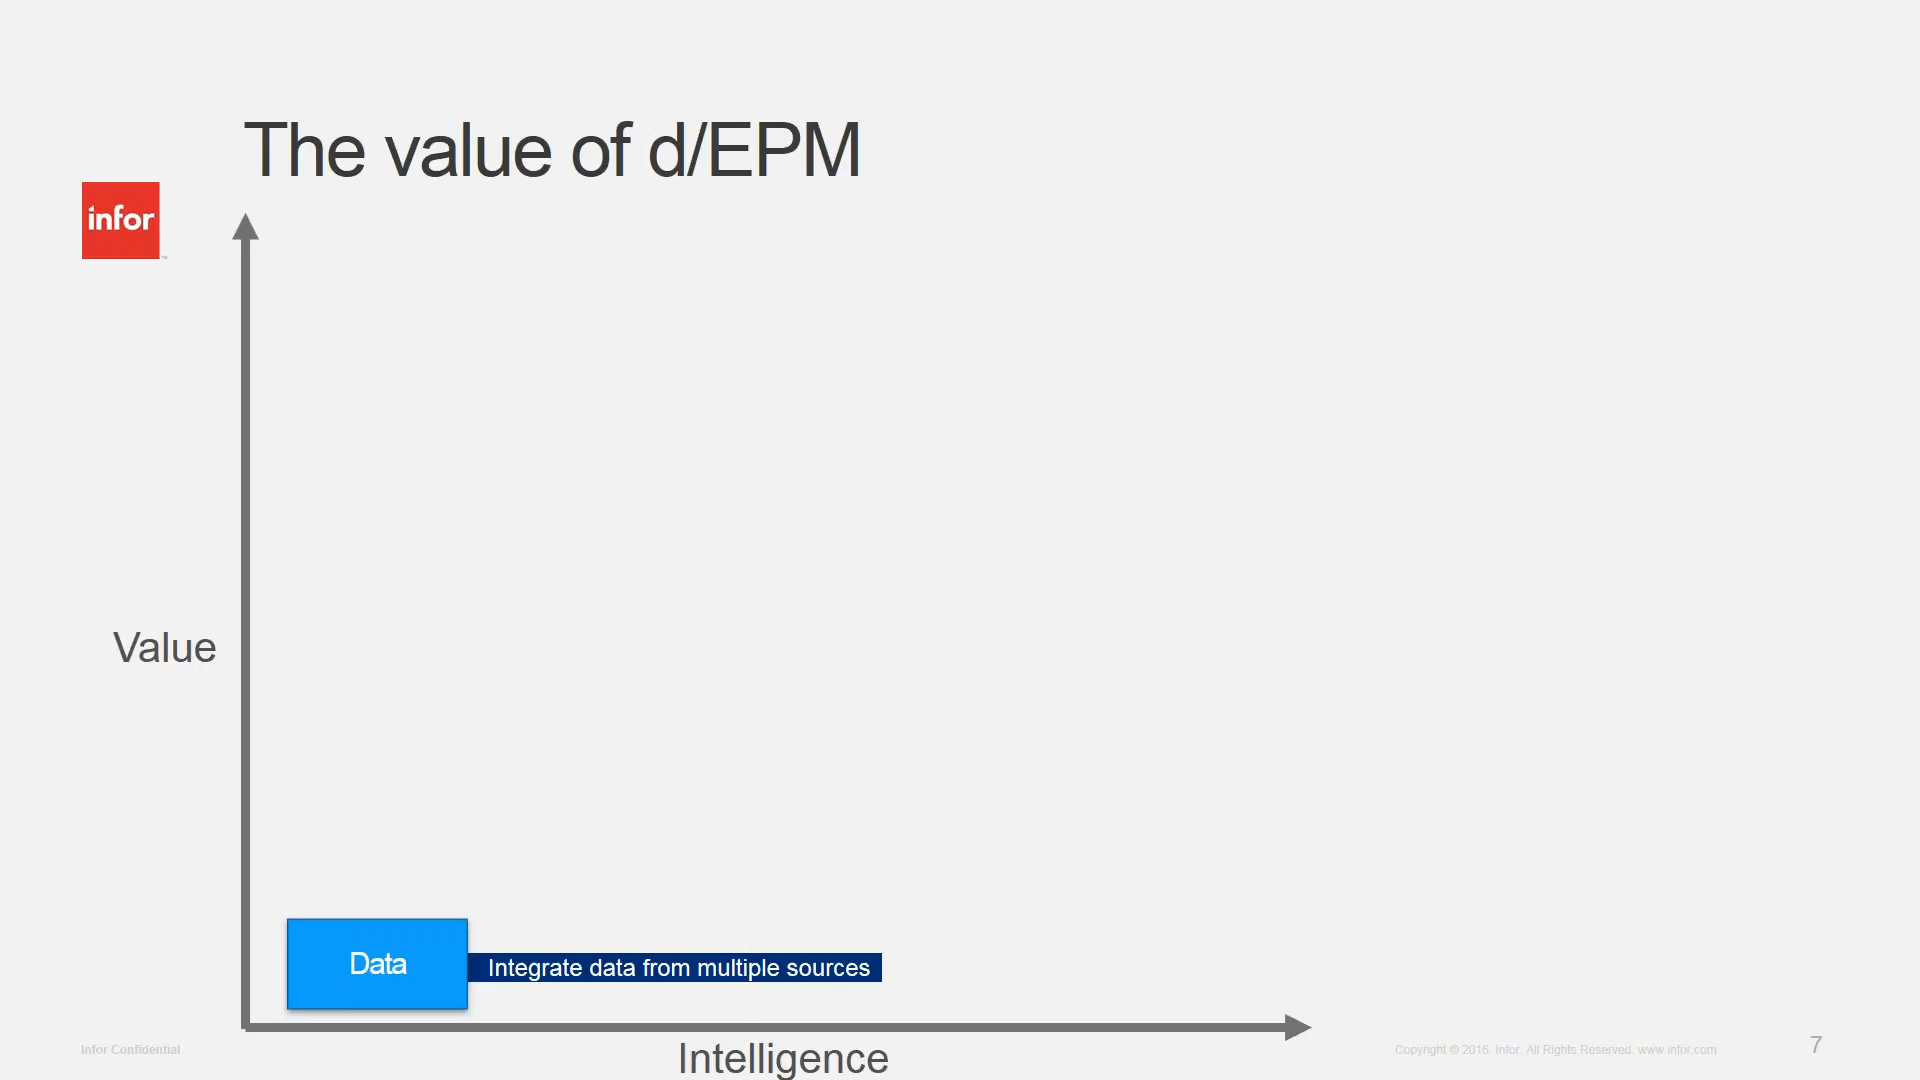 The value of d/EPM
infor
Value
Data
Integrate data from multiple sources
Intelligence
Infor Confidential
Copyright © 2016. Infor. All Rights Reserved. www.infor.com
7